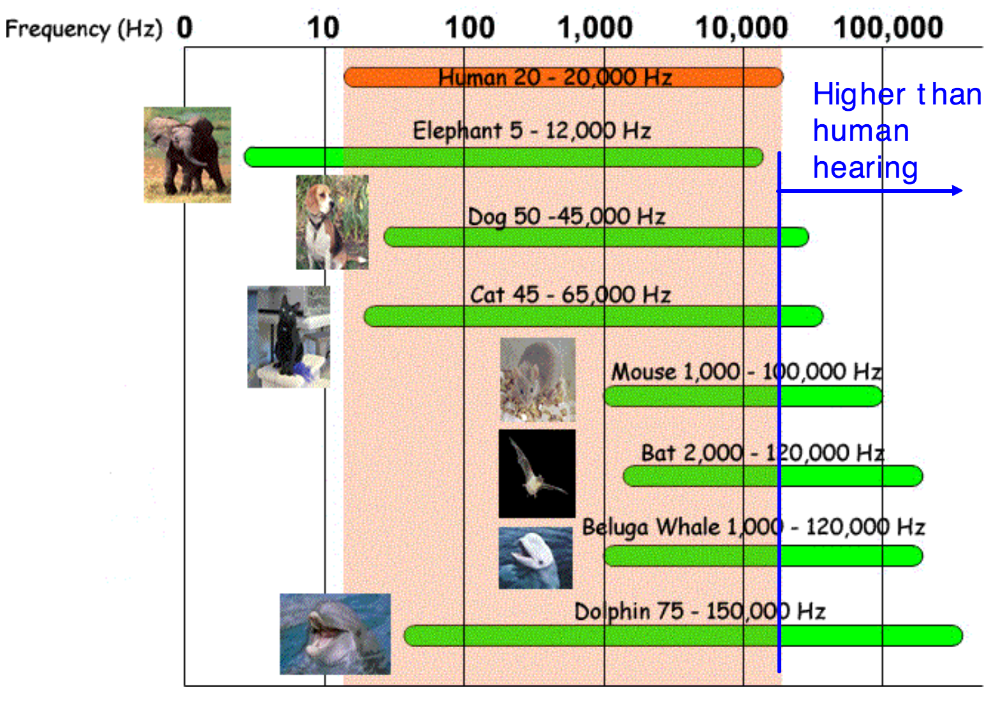 Frequency (Hz) 0 10 100 1,000 10,000 100,000
Human 20 - 20,000 Hz
Higher than
human
hearing
Elephant 5 - 12,000 Hz
Dog 50 -45,000 Hz
Cat 45 - 65,000 Hz
Mouse 1,000 - 100,000 Hz
Bat 2,000 - 120,000 Hz
Beluga Whale 1,000 - 120,000 Hz
Dolphin 75 - 150,000 Hz